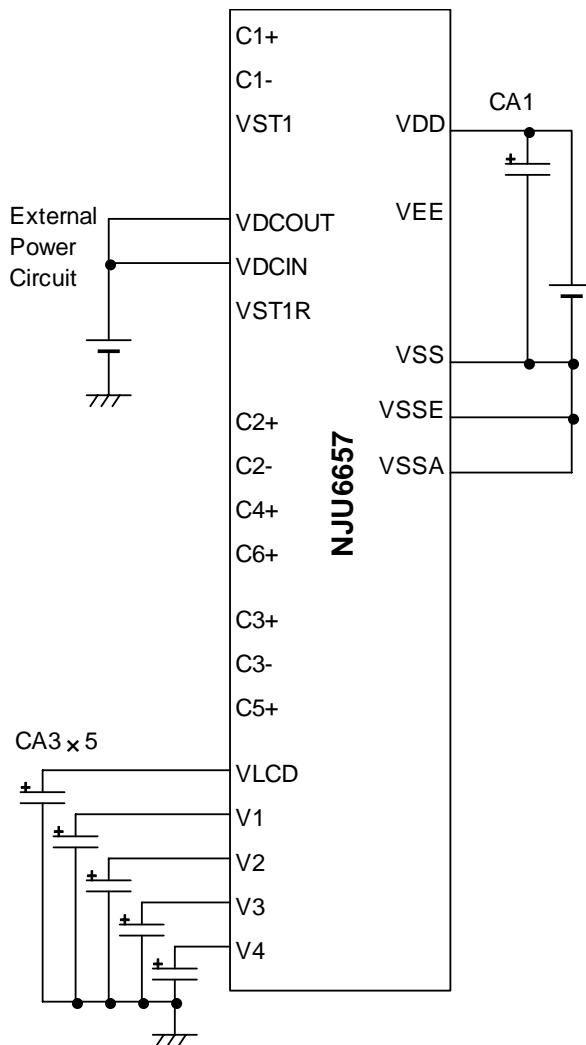 C1+
C1-
VST1
VDD
CA1
+
VEE
External
Power
Circuit
VDCOUT
VDCIN
VST1R
VSS
VSSE
VSSA
C2+
C2-
C4+
C6+
NJU6657
C3+
C3-
C5+
CA3 × 5
VLCD
+
V1
+
V2
+
V3
+
V4
+